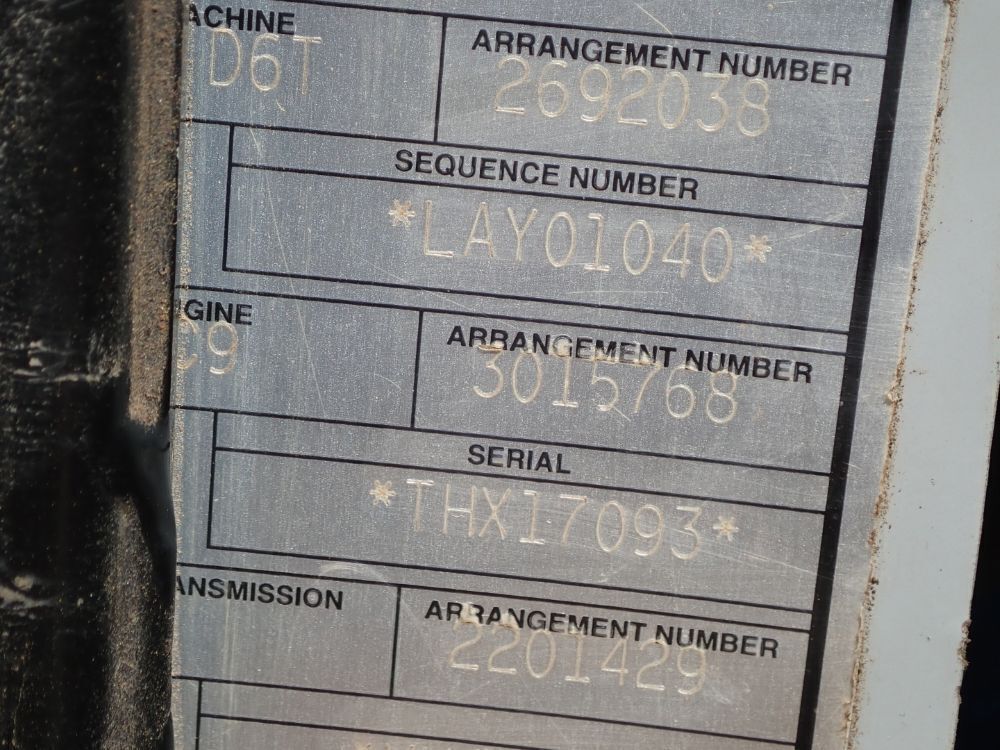 ACHINE ARRANGEMENT NUMBER
D6T 2692038
SEQUENCE NUMBER
*LAY01040*
GINE ARRANGEMENT NUMBER
C9 3015768
SERIAL
*THX17093*
ANSMISSION ARRANGEMENT NUMBER
2201429